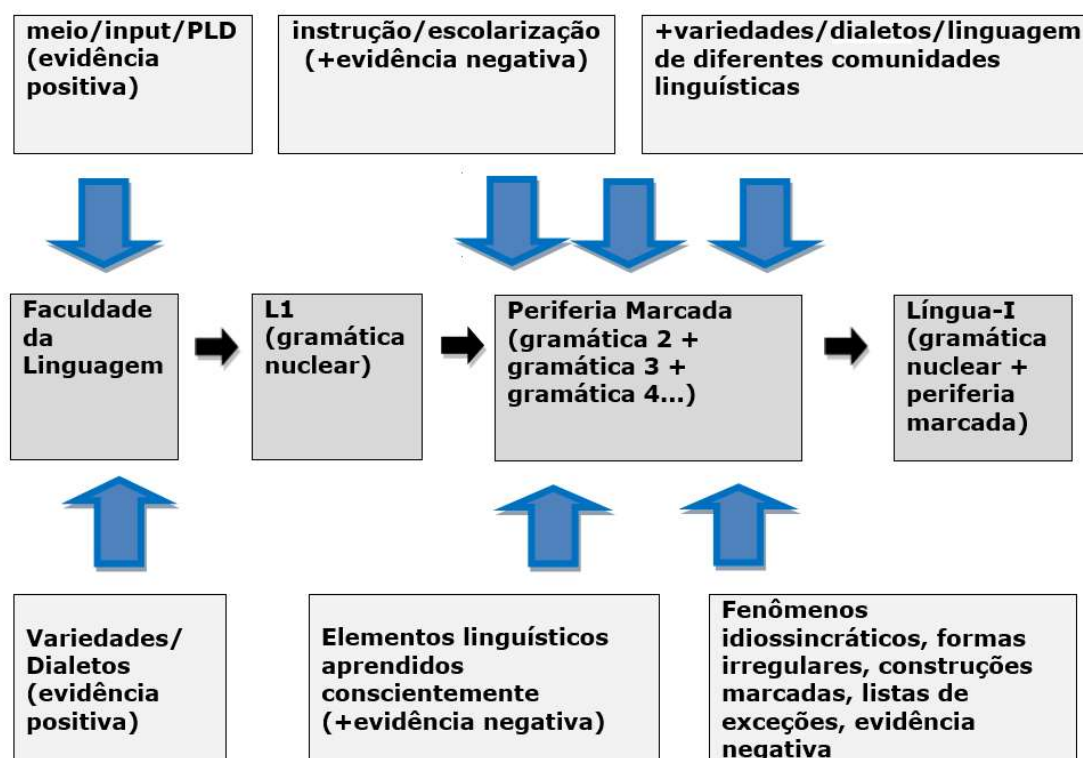 meio/input/PLD
(evidência
positiva)
instrução/escolarização
(+evidência negativa)
+variedades/dialetos/linguagem
de diferentes comunidades
linguísticas
Faculdade
da
Linguagem
L1
(gramática
nuclear)
Periferia Marcada
(gramática 2 +
gramática 3 +
gramática 4...)
Língua-I
(gramática
nuclear +
periferia
marcada)
Variedades/
Dialetos
(evidência
positiva)
Elementos linguísticos
aprendidos
conscientemente
(+evidência negativa)
Fenômenos
idiossincráticos, formas
irregulares, construções
marcadas, listas de
exceções, evidência
negativa